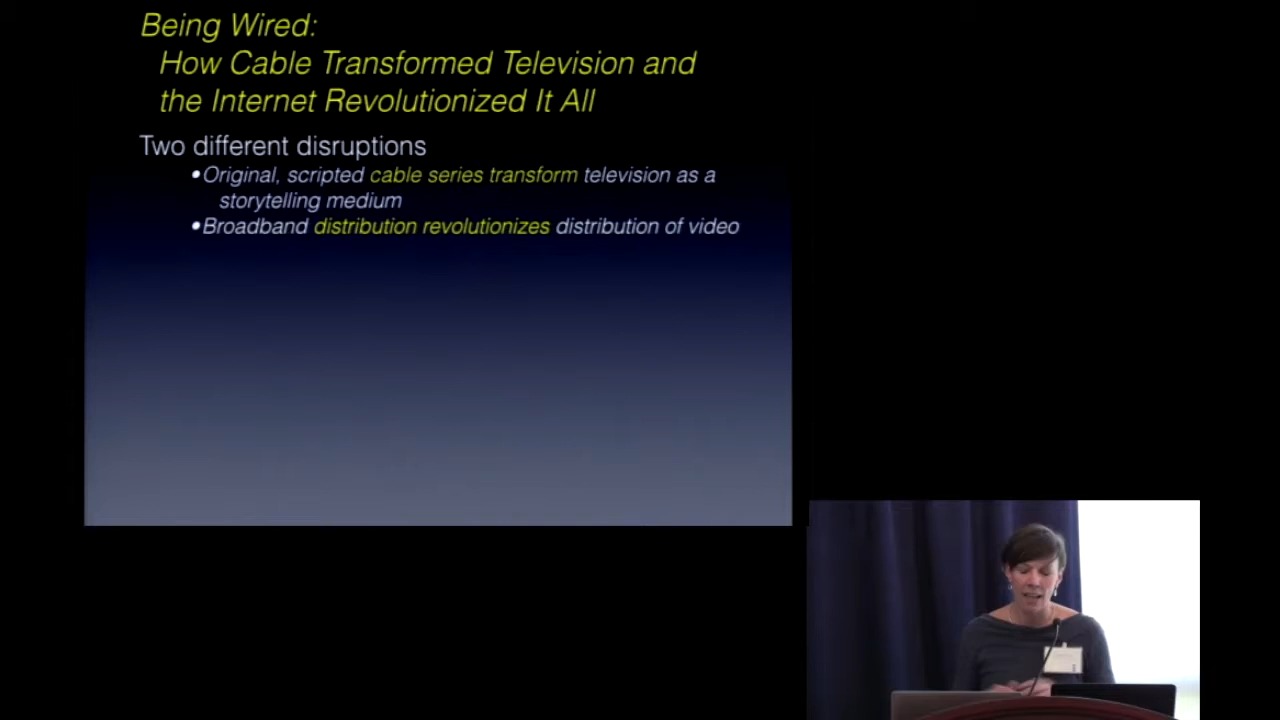 Being Wired:
How Cable Transformed Television and
the Internet Revolutionized It All
Two different disruptions
•Original, scripted cable series transform television as a
storytelling medium
•Broadband distribution revolutionizes distribution of video